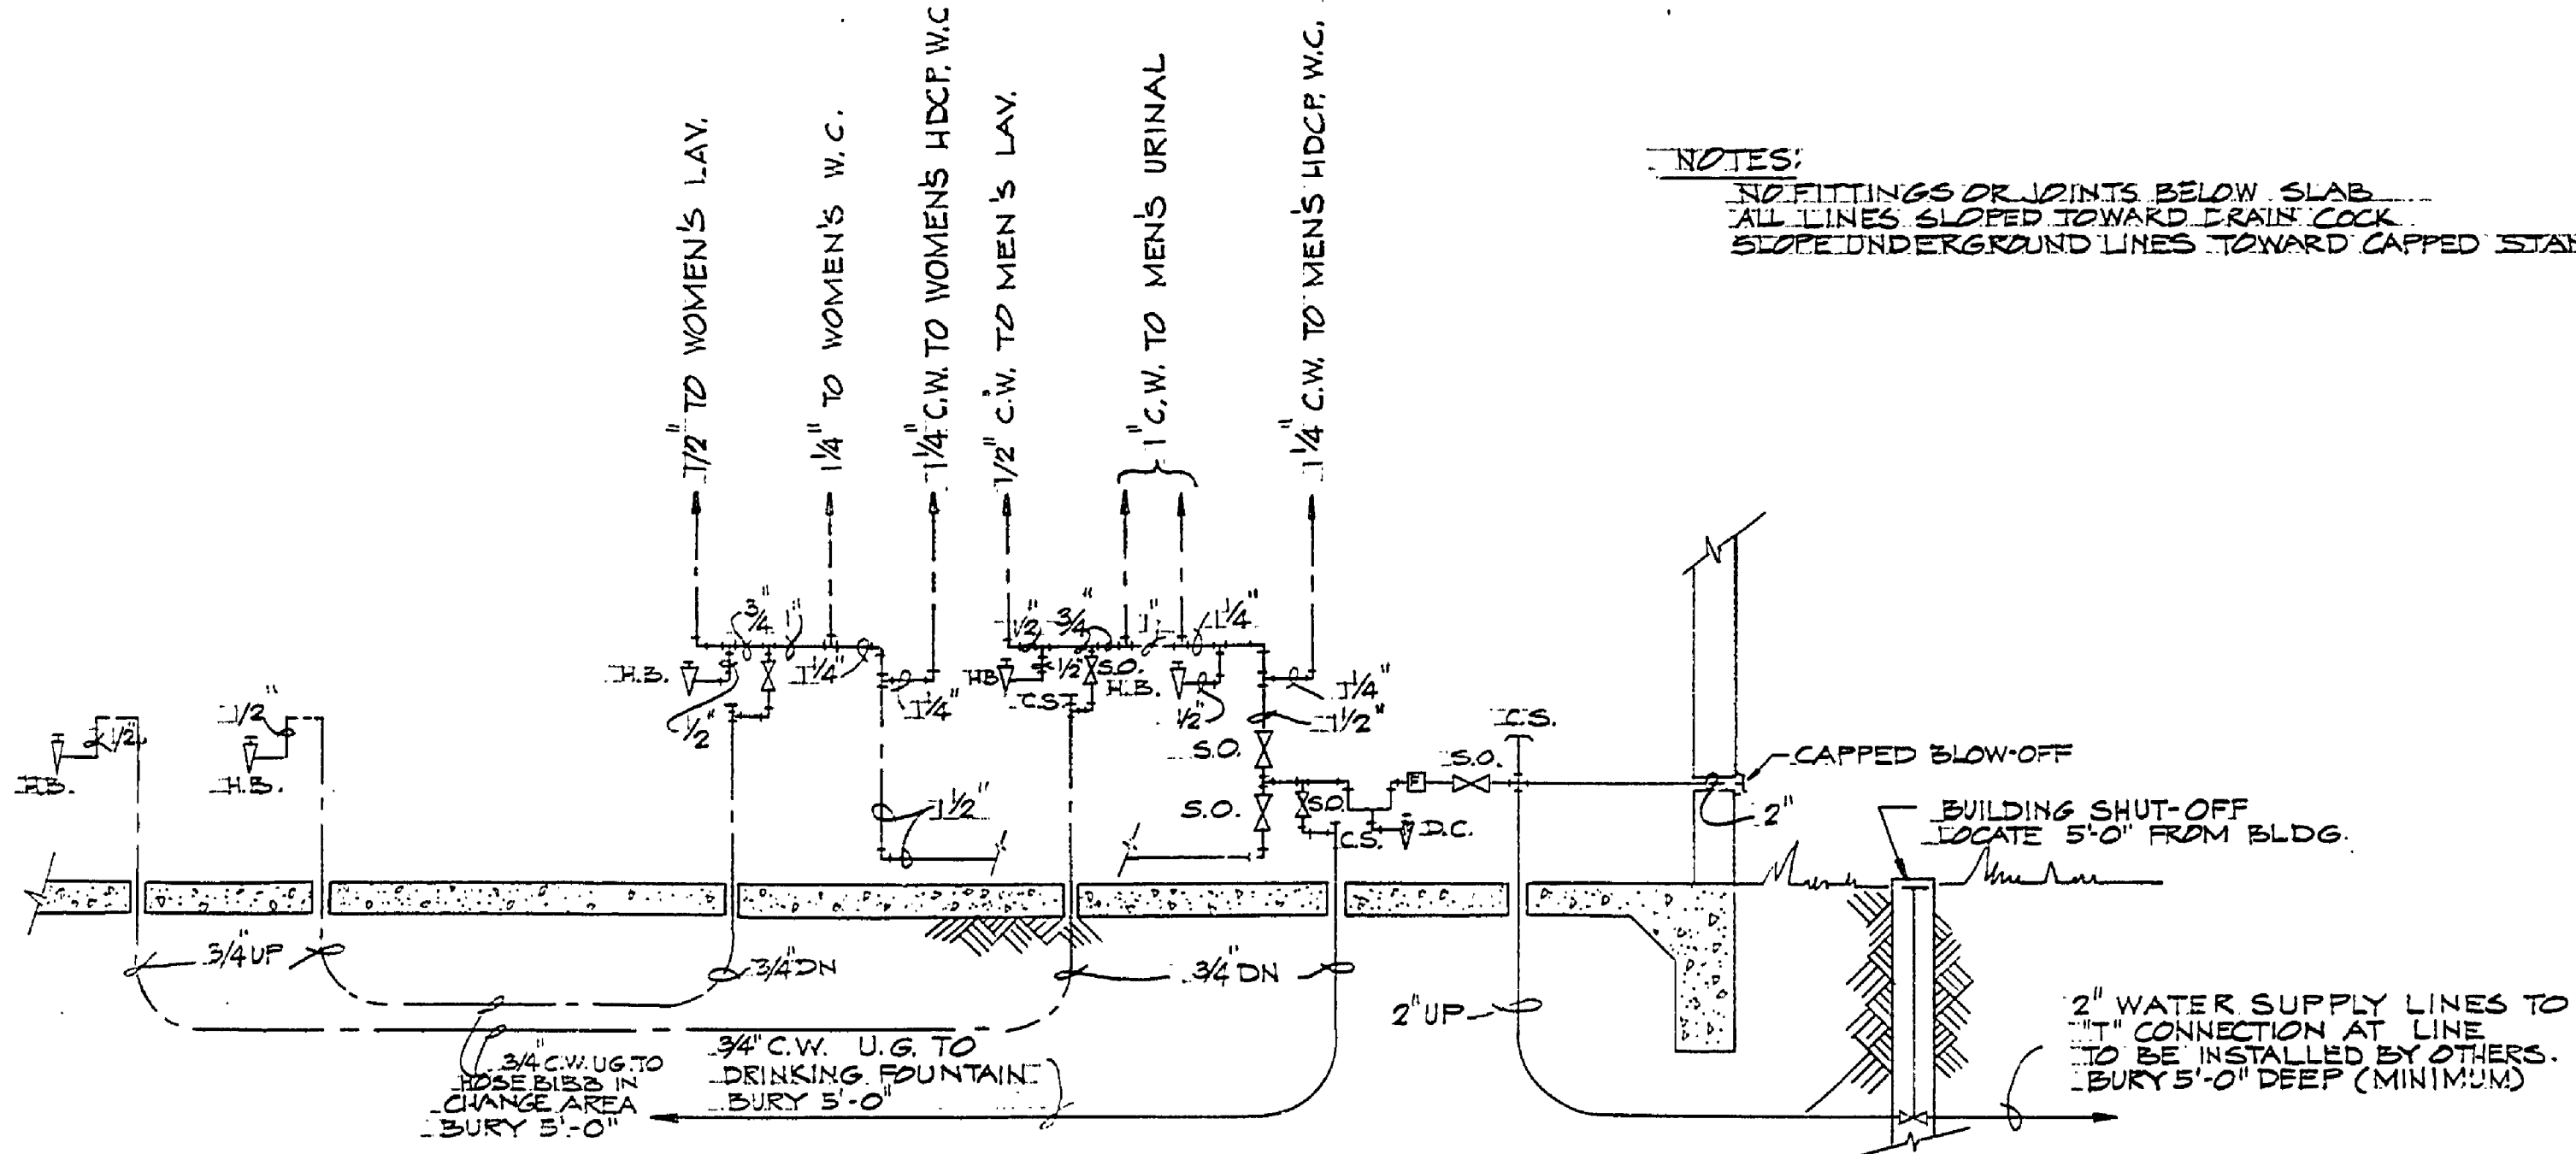 1/2" TO WOMEN'S LAV.
1 1/4" TO WOMEN'S W.C.
1 1/4" C.W. TO WOMEN'S HDCP. W.C
1/2" C.W. TO MEN'S LAV.
1" C.W. TO MEN'S URINAL
1 1/4" C.W. TO MEN'S HDCP. W.C.
NOTES:
NO FITTINGS OR JOINTS BELOW SLAB
ALL LINES SLOPED TOWARD DRAIN COCK
SLOPE UNDERGROUND LINES TOWARD CAPPED
3/4"
1"
1/2"
3/4"
1"
1 1/4"
H.B.
1 1/4"
HB
1/2"
S.O.
H.B.
1/2"
1 1/4"
C.S.
1/2"
1 1/4"
1 1/2"
1/2"
1/2"
H.B.
H.B.
S.O.
C.S.
S.O.
CAPPED BLOW-OFF
1 1/2"
S.O.
S.O.
C.S.
D.C.
F
2"
BUILDING SHUT-OFF
LOCATE 5'-0" FROM BLDG.
3/4" UP
3/4" DN
3/4" DN
2" UP
3/4" C.W. UG. TO
HOSE BIBB IN
CHANGE AREA
BURY 5'-0"
3/4" C.W. U.G. TO
DRINKING FOUNTAIN
BURY 5'-0"
2" WATER SUPPLY LINES TO
"T" CONNECTION AT LINE
TO BE INSTALLED BY OTHERS.
BURY 5'-0" DEEP (MINIMUM)